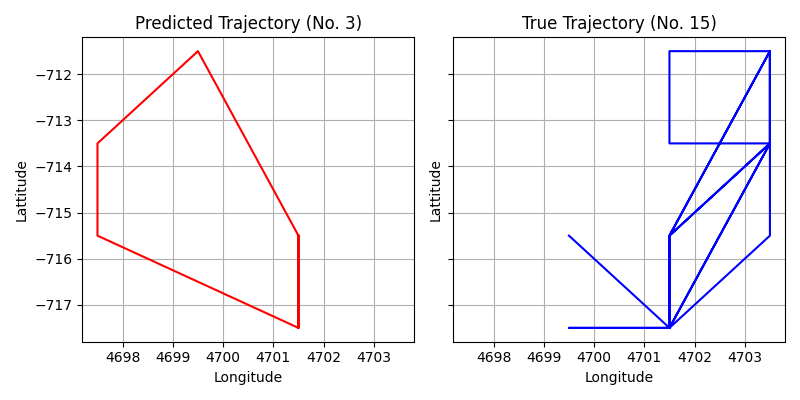 Predicted Trajectory (No. 3)
True Trajectory (No. 15)
Lattitude
−712
−713
−714
−715
−716
−717
4698 4699 4700 4701 4702 4703
Longitude
Lattitude
4698 4699 4700 4701 4702 4703
Longitude